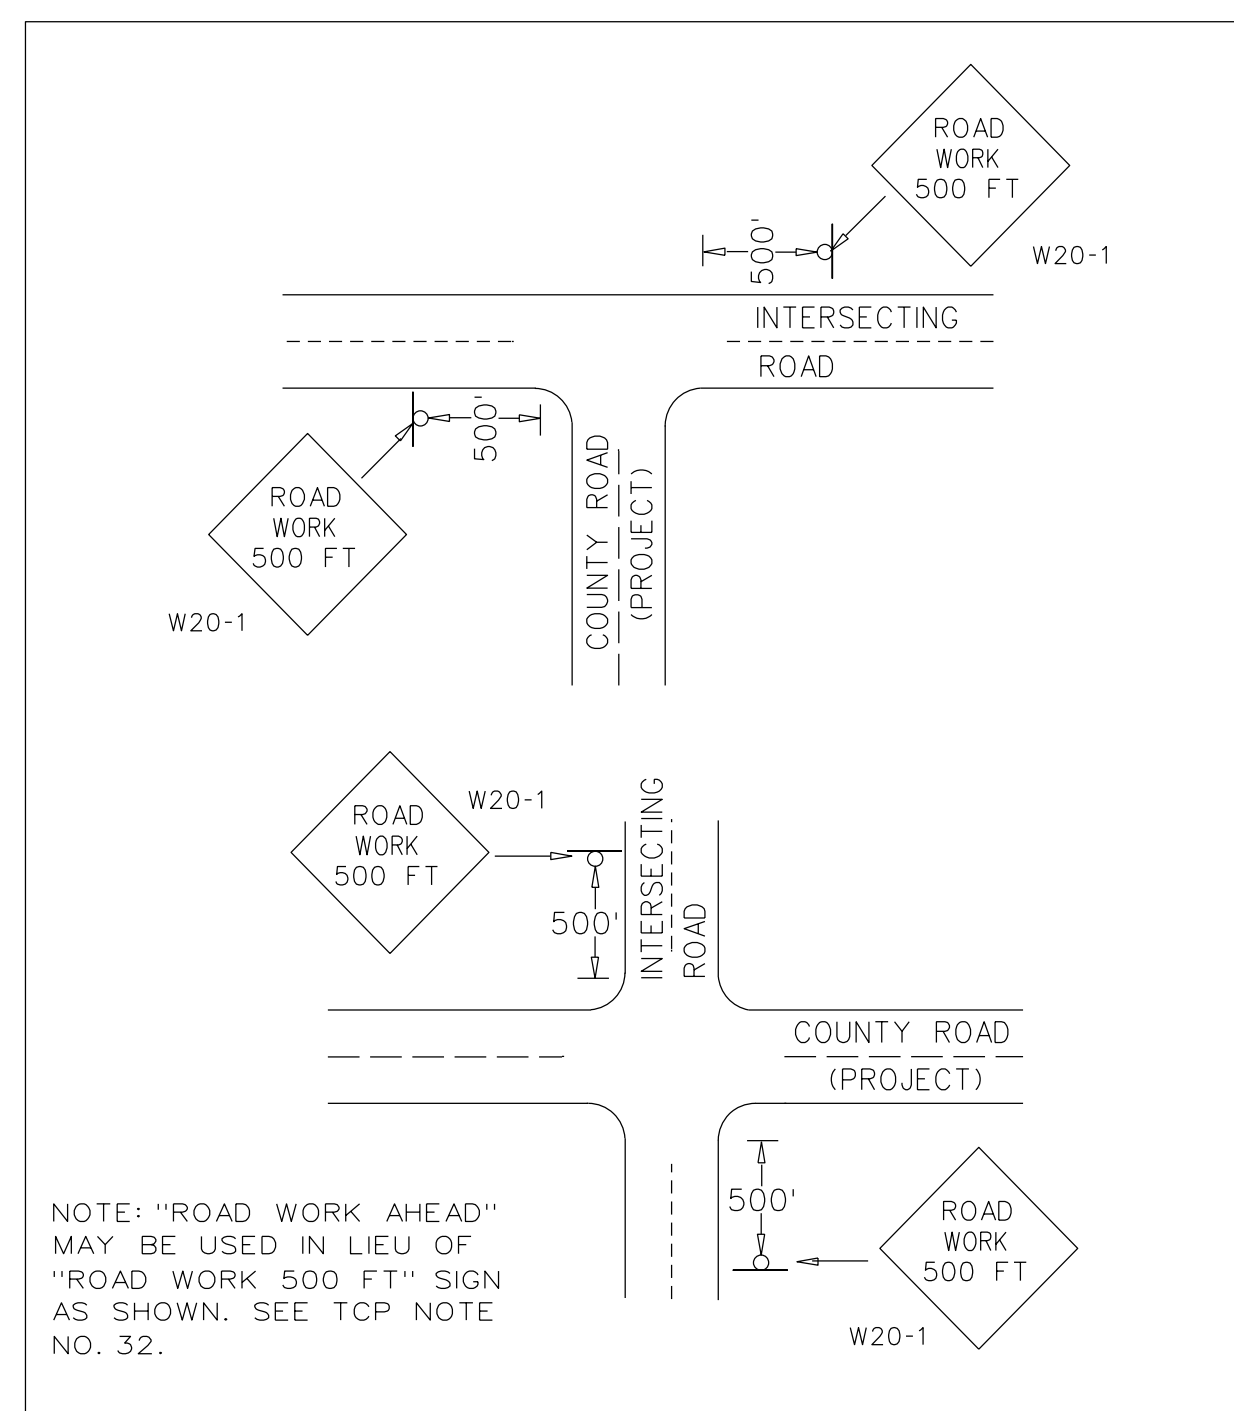 ROAD
WORK
500 FT
W20-1
500'
INTERSECTING
ROAD
500'
ROAD
WORK
500 FT
W20-1
COUNTY ROAD
(PROJECT)
ROAD
WORK
500 FT
W20-1
500'
INTERSECTING
ROAD
COUNTY ROAD
(PROJECT)
500'
ROAD
WORK
500 FT
W20-1
NOTE: "ROAD WORK AHEAD"
MAY BE USED IN LIEU OF
"ROAD WORK 500 FT" SIGN
AS SHOWN. SEE TCP NOTE
NO. 32.